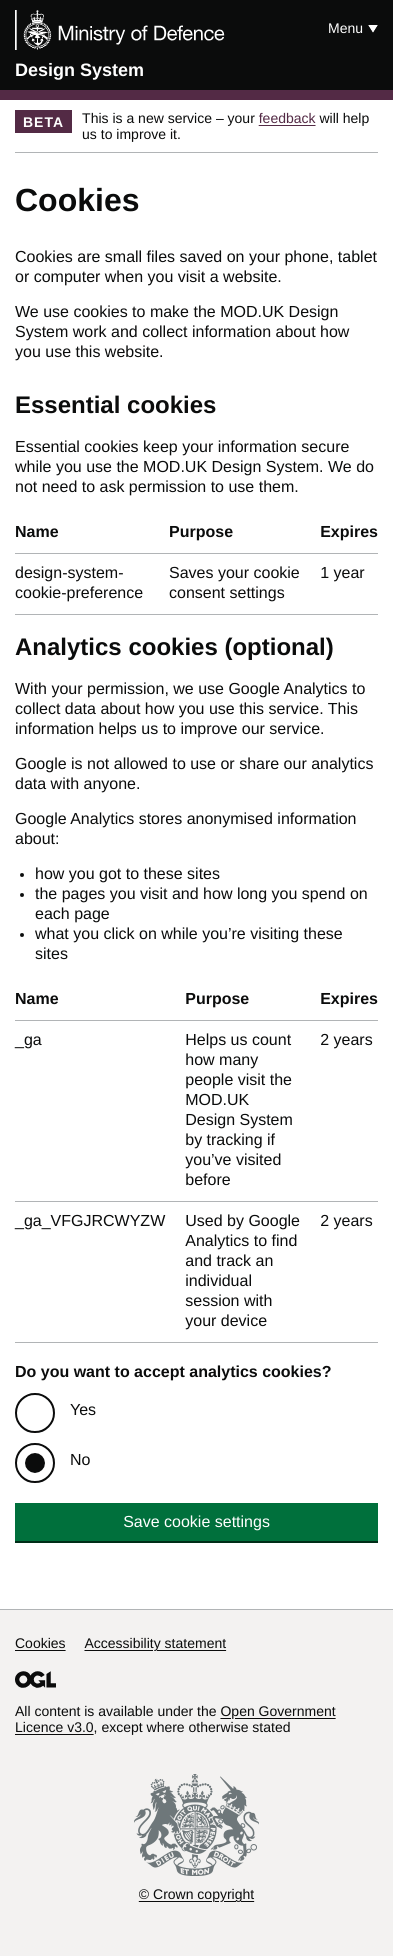 Ministry of Defence
Menu
Design System
BETA
This is a new service – your feedback will help
us to improve it.
Cookies
Cookies are small files saved on your phone, tablet
or computer when you visit a website.
We use cookies to make the MOD.UK Design
System work and collect information about how
you use this website.
Essential cookies
Essential cookies keep your information secure
while you use the MOD.UK Design System. We do
not need to ask permission to use them.
Name Purpose Expires
design-system- Saves your cookie 1 year
cookie-preference consent settings
Analytics cookies (optional)
With your permission, we use Google Analytics to
collect data about how you use this service. This
information helps us to improve our service.
Google is not allowed to use or share our analytics
data with anyone.
Google Analytics stores anonymised information
about:
• how you got to these sites
• the pages you visit and how long you spend on
each page
• what you click on while you’re visiting these
sites
Name Purpose Expires
_ga Helps us count 2 years
how many
people visit the
MOD.UK
Design System
by tracking if
you’ve visited
before
_ga_VFGJRCWYZW Used by Google 2 years
Analytics to find
and track an
individual
session with
your device
Do you want to accept analytics cookies?
Yes
No
Save cookie settings
Cookies Accessibility statement
OGL
All content is available under the Open Government
Licence v3.0, except where otherwise stated
DIEU ET MON DROIT
© Crown copyright